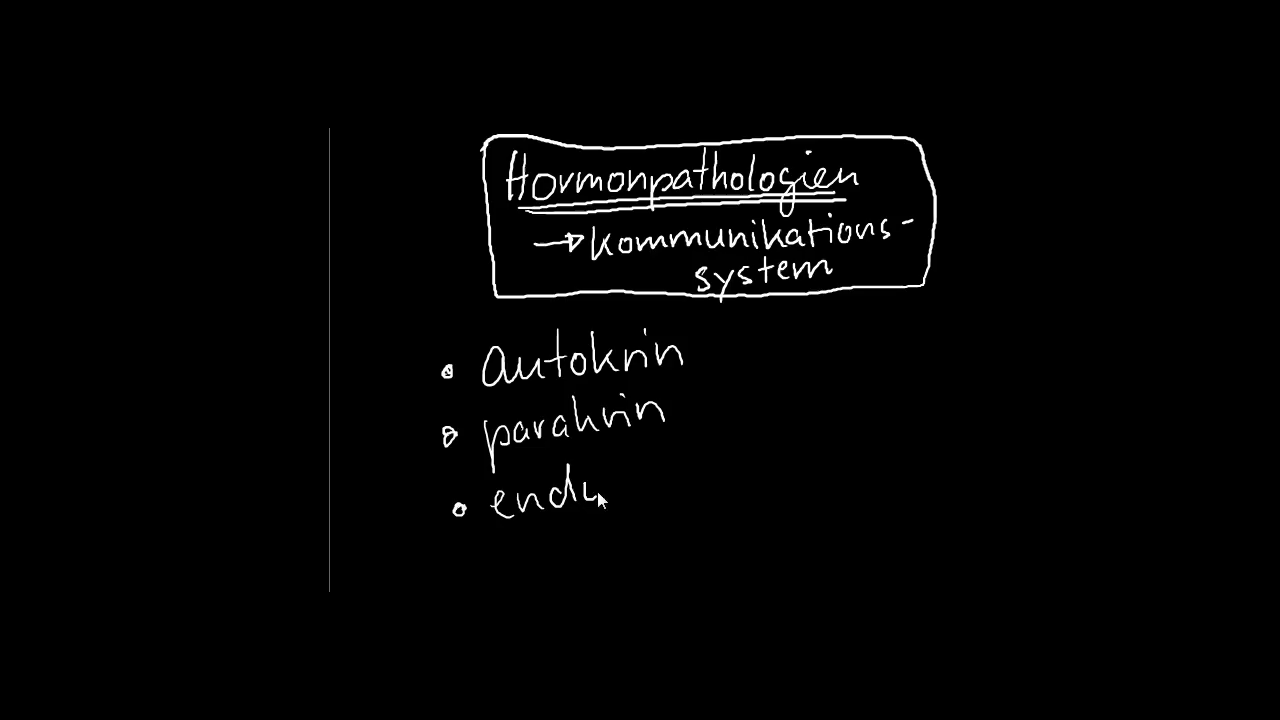 Hormonpathologien
→ kommunikations-
system
• autokrin
• parakrin
• end